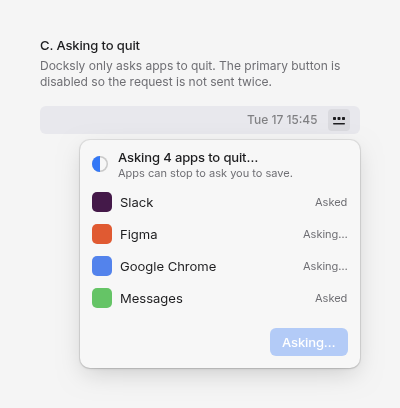 C. Asking to quit
Docksly only asks apps to quit. The primary button is
disabled so the request is not sent twice.
Tue 17 15:45
Asking 4 apps to quit…
Apps can stop to ask you to save.
Slack Asked
Figma Asking…
Google Chrome Asking…
Messages Asked
Asking…